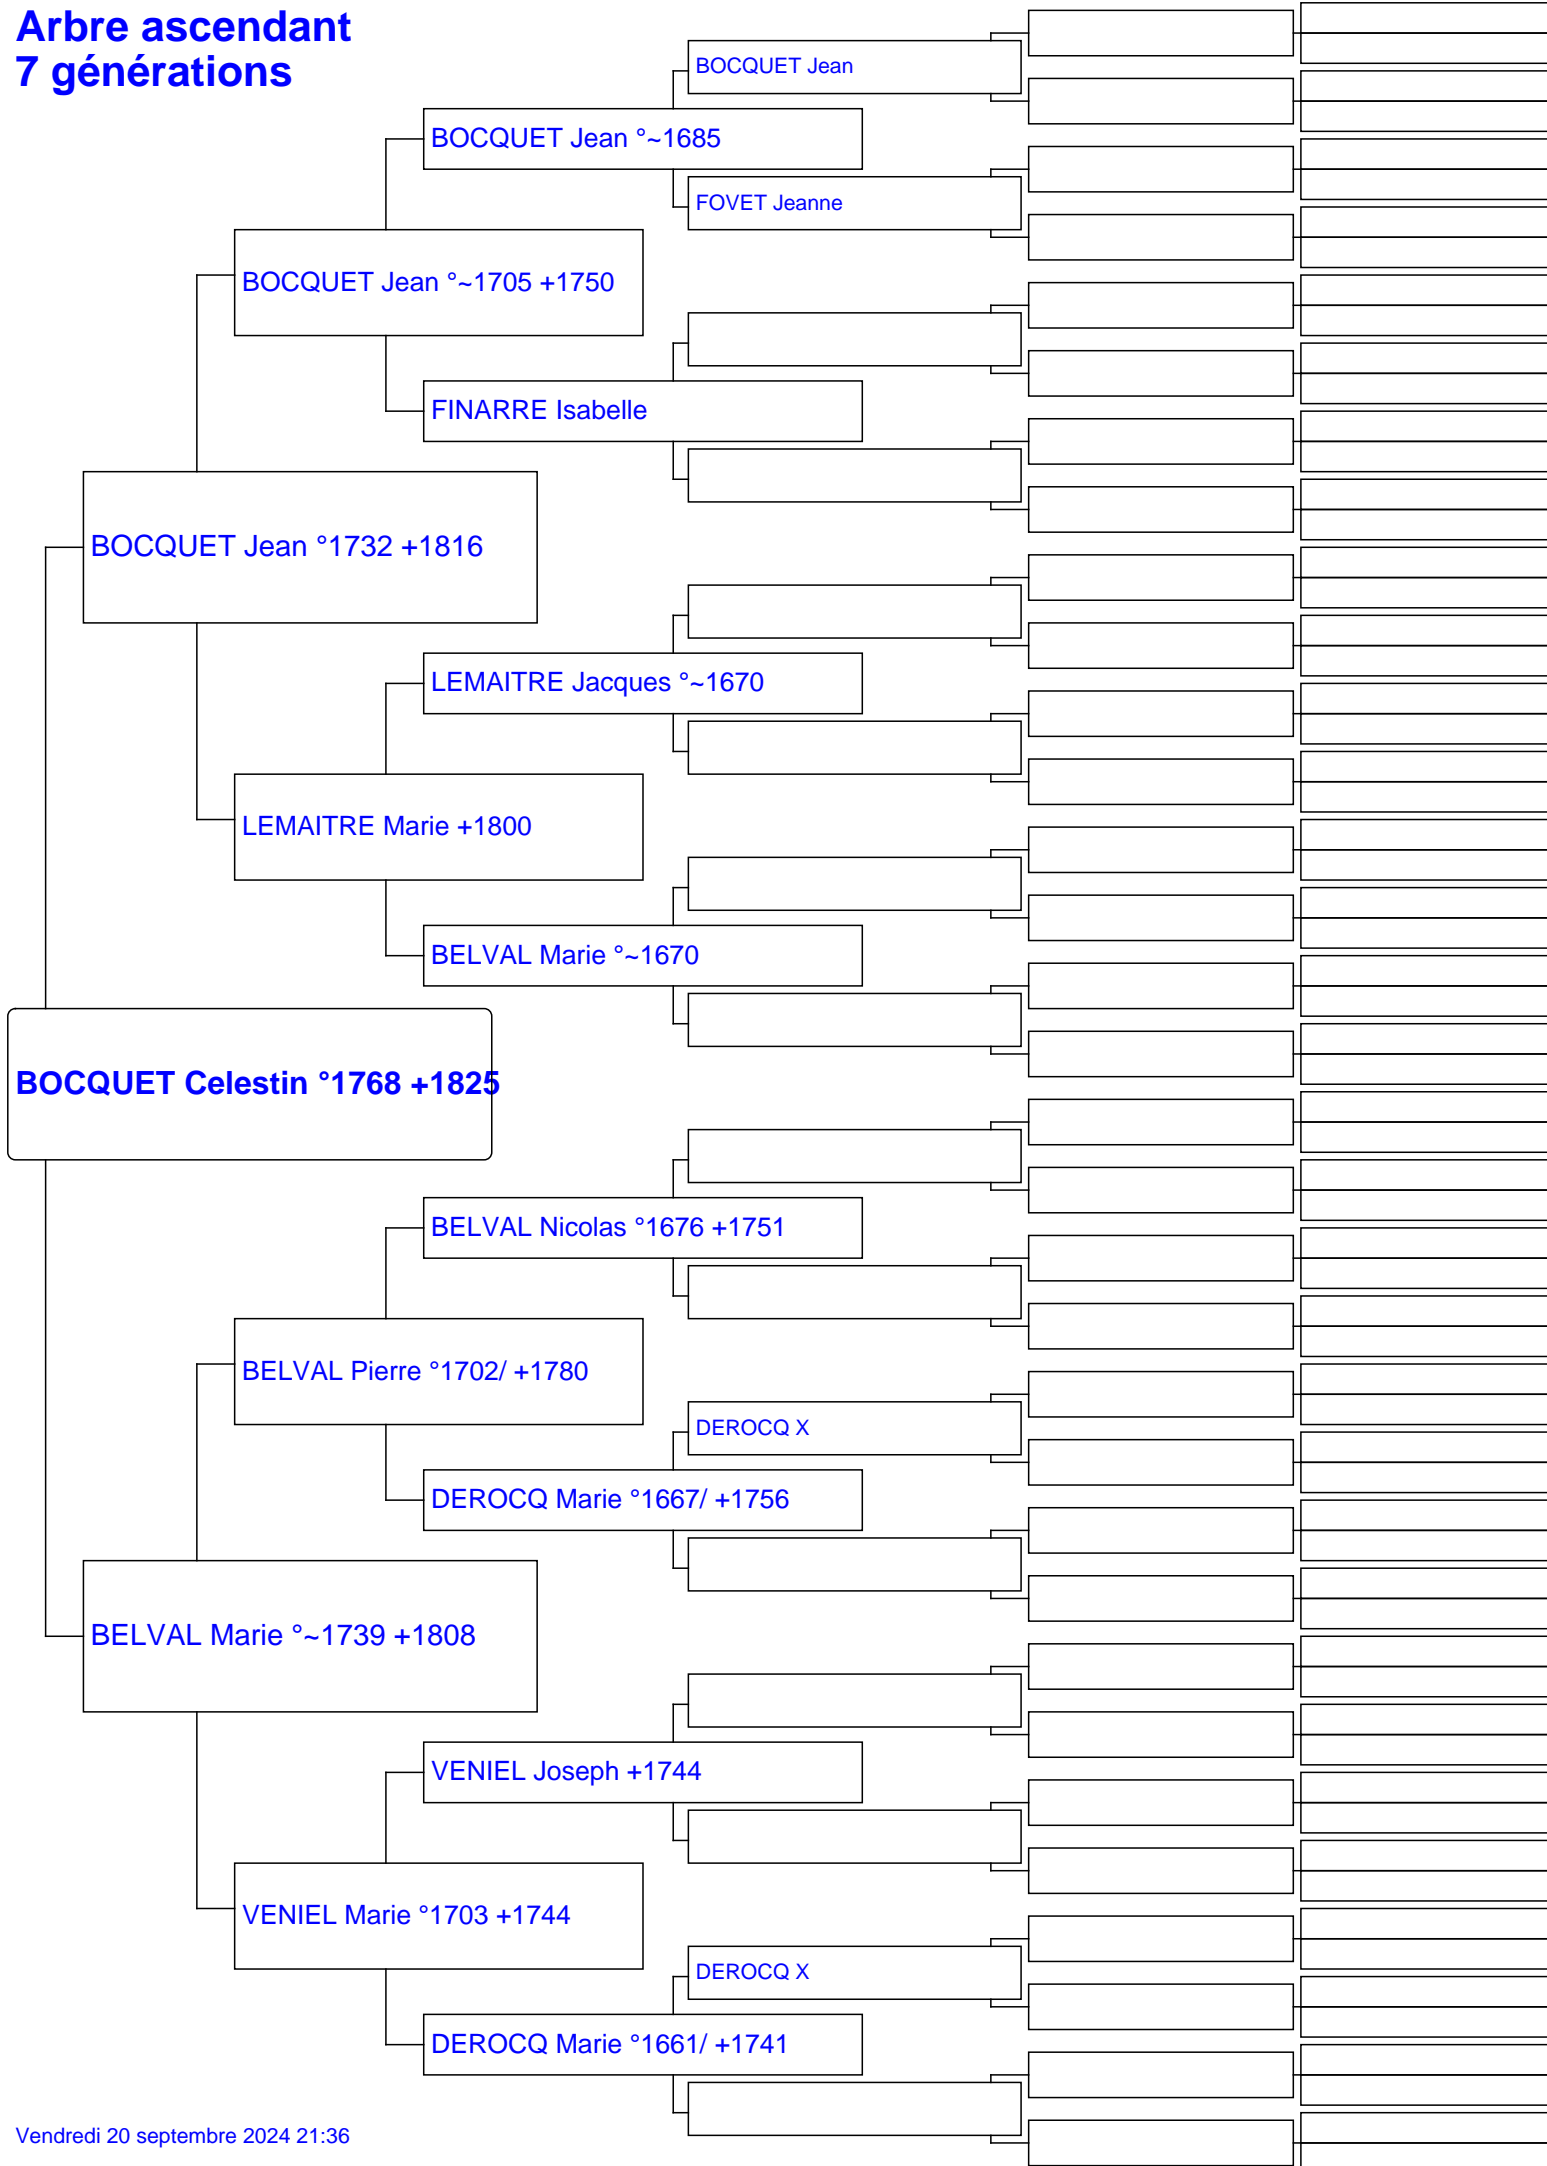 Arbre ascendant
7 générations
BOCQUET Jean
BOCQUET Jean °~1685
FOVET Jeanne
BOCQUET Jean °~1705 +1750
FINARRE Isabelle
BOCQUET Jean °1732 +1816
LEMAITRE Jacques °~1670
LEMAITRE Marie +1800
BELVAL Marie °~1670
BOCQUET Celestin °1768 +1825
BELVAL Nicolas °1676 +1751
BELVAL Pierre °1702/ +1780
DEROCQ X
DEROCQ Marie °1667/ +1756
BELVAL Marie °~1739 +1808
VENIEL Joseph +1744
VENIEL Marie °1703 +1744
DEROCQ X
DEROCQ Marie °1661/ +1741
Vendredi 20 septembre 2024 21:36